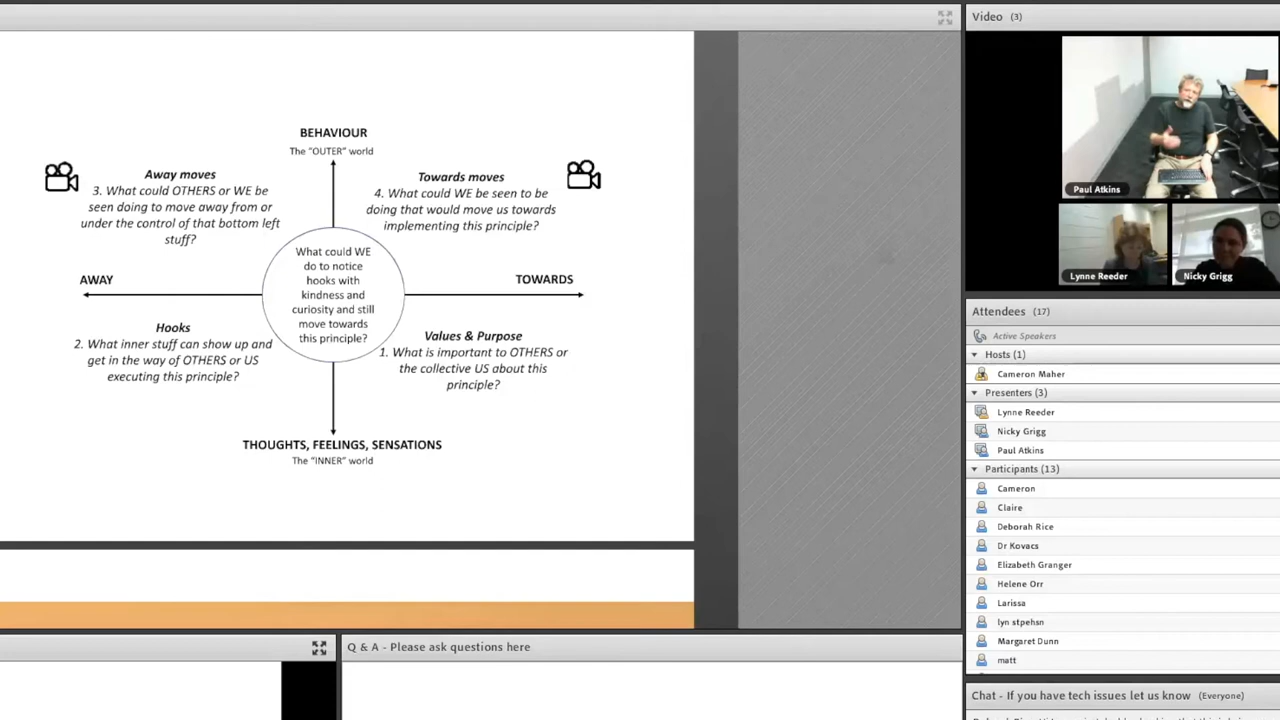 BEHAVIOUR
The "OUTER" world
Away moves
3. What could OTHERS or WE be
seen doing to move away from or
under the control of that bottom left
stuff?
Towards moves
4. What could WE be seen to be
doing that would move us towards
implementing this principle?
AWAY
TOWARDS
What could WE
do to notice
hooks with
kindness and
curiosity and still
move towards
this principle?
Hooks
2. What inner stuff can show up and
get in the way of OTHERS or US
executing this principle?
Values & Purpose
1. What is important to OTHERS or
the collective US about this
principle?
THOUGHTS, FEELINGS, SENSATIONS
The "INNER" world
Q & A - Please ask questions here
Video (3)
Paul Atkins
Lynne Reeder
Nicky Grigg
Attendees (17)
Active Speakers
Hosts (1)
Cameron Maher
Presenters (3)
Lynne Reeder
Nicky Grigg
Paul Atkins
Participants (13)
Cameron
Claire
Deborah Rice
Dr Kovacs
Elizabeth Granger
Helene Orr
Larissa
lyn stpehsn
Margaret Dunn
matt
Chat - If you have tech issues let us know (Everyone)